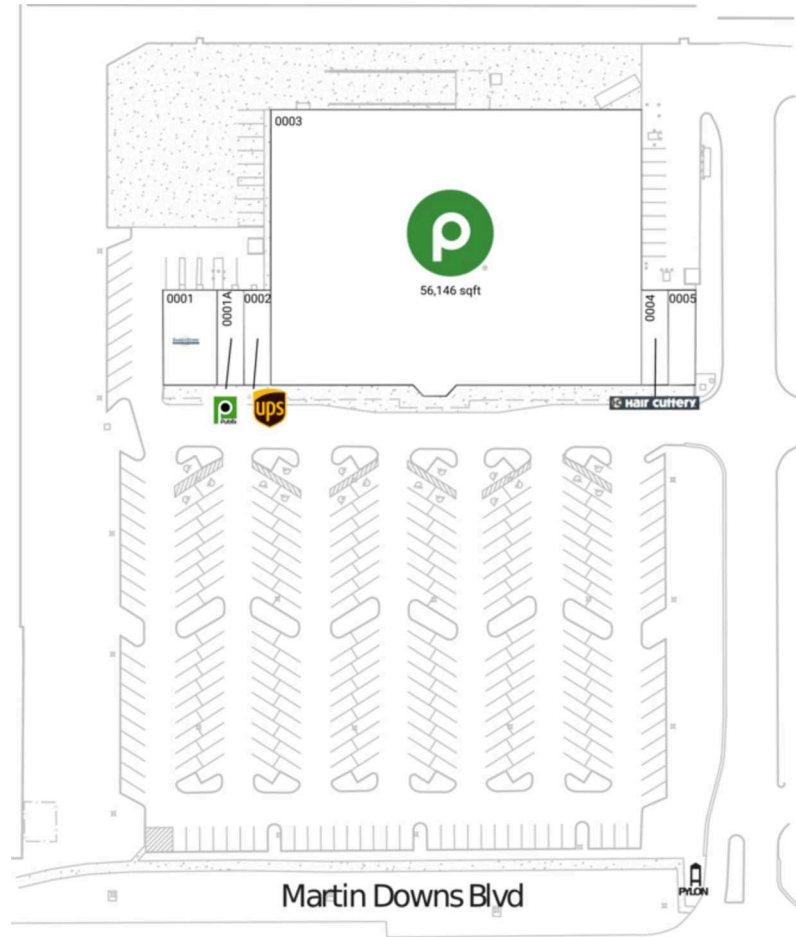 0003
56,146 sqft
0001
0001A
0002
0004
0005
Publix
ups
Hair Cuttery
PYLON
Martin Downs Blvd